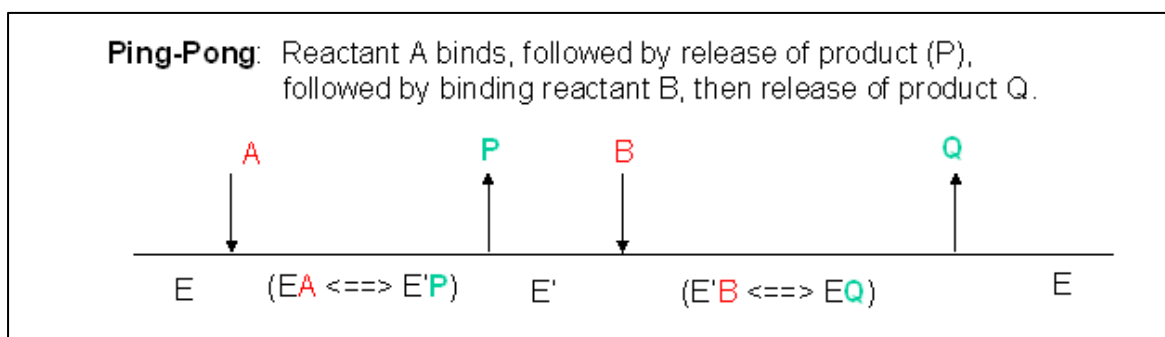 Ping-Pong: Reactant A binds, followed by release of product (P),
followed by binding reactant B, then release of product Q.
A P B Q
E (EA <==> E'P) E' (E'B <==> EQ) E